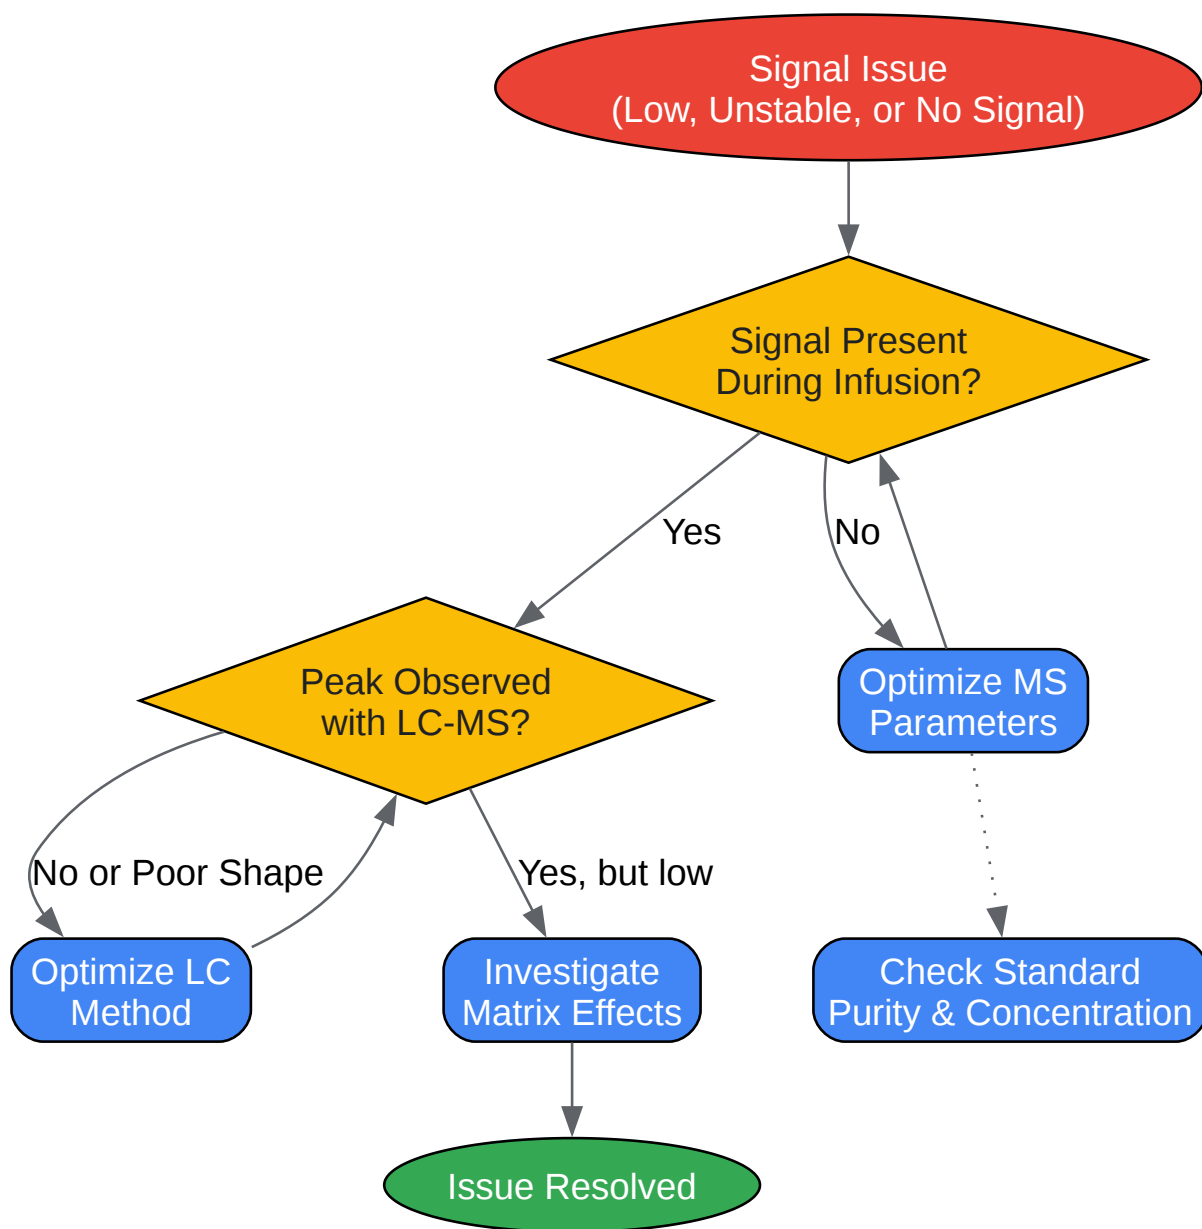 Signal Issue
(Low, Unstable, or No Signal)
Signal Present
During Infusion?
Yes
No
Peak Observed
with LC-MS?
Optimize MS
Parameters
No or Poor Shape
Yes, but low
Optimize LC
Method
Investigate
Matrix Effects
Check Standard
Purity & Concentration
Issue Resolved